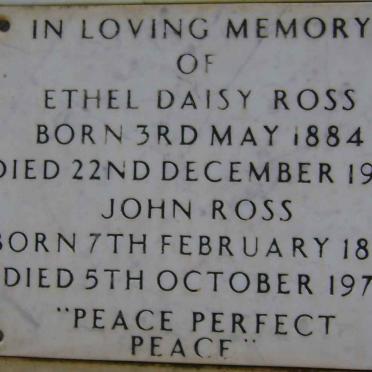 IN LOVING MEMORY
OF
ETHEL DAISY ROSS
BORN 3RD MAY 1884
DIED 22ND DECEMBER 19
JOHN ROSS
BORN 7TH FEBRUARY 18
DIED 5TH OCTOBER 197
"PEACE PERFECT
PEACE"